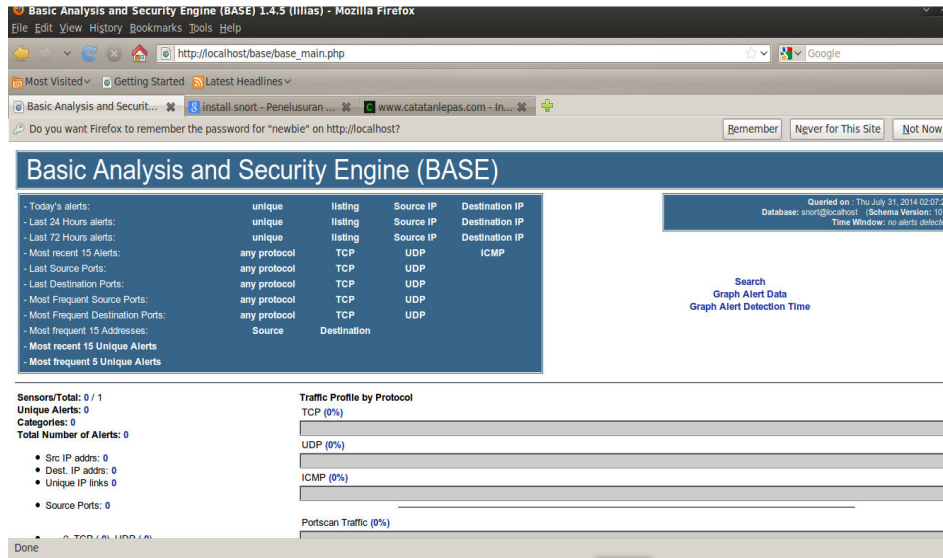 Basic Analysis and Security Engine (BASE) 1.4.5 (lilias) - Mozilla Firefox
File Edit View History Bookmarks Tools Help
http://localhost/base/base_main.php Google
Most Visited Getting Started Latest Headlines
Basic Analysis and Securit... install snort - Penelusuran ... www.catatanlepas.com - In...
Do you want Firefox to remember the password for "newbie" on http://localhost? Remember Never for This Site Not Now
Basic Analysis and Security Engine (BASE)
- Today's alerts: unique listing Source IP Destination IP
- Last 24 Hours alerts: unique listing Source IP Destination IP
- Last 72 Hours alerts: unique listing Source IP Destination IP
- Most recent 15 Alerts: any protocol TCP UDP ICMP
- Last Source Ports: any protocol TCP UDP
- Last Destination Ports: any protocol TCP UDP
- Most Frequent Source Ports: any protocol TCP UDP
- Most Frequent Destination Ports: any protocol TCP UDP
- Most frequent 15 Addresses: Source Destination
- Most recent 15 Unique Alerts
- Most frequent 5 Unique Alerts
Queried on : Thu July 31, 2014 02:07:2
Database: snort@localhost (Schema Version: 10
Time Window: no alerts detecte
Search
Graph Alert Data
Graph Alert Detection Time
Sensors/Total: 0 / 1
Unique Alerts: 0
Categories: 0
Total Number of Alerts: 0
Src IP addrs: 0
Dest. IP addrs: 0
Unique IP links 0
Source Ports: 0
Traffic Profile by Protocol
TCP (0%)
UDP (0%)
ICMP (0%)
Portscan Traffic (0%)
TCP ( 0) UDP ( 0)
Done